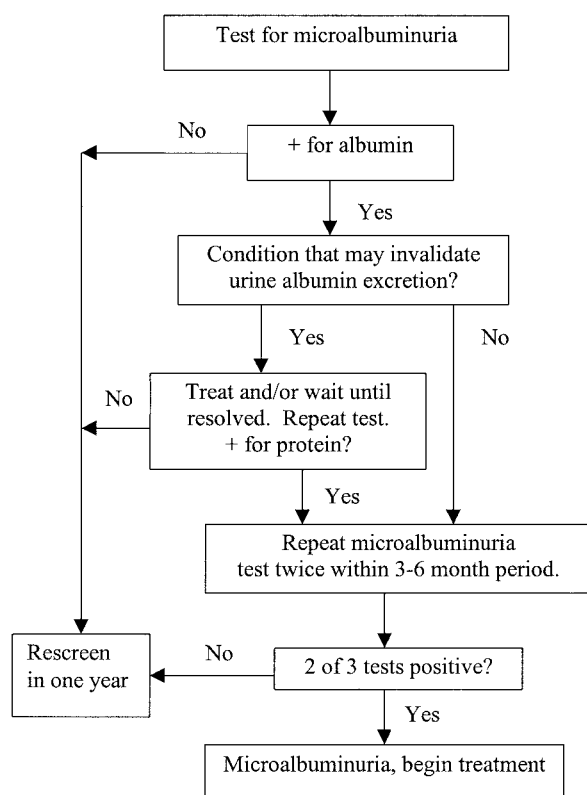 Test for microalbuminuria
No
+ for albumin
Yes
Condition that may invalidate
urine albumin excretion?
Yes
No
No
Treat and/or wait until
resolved. Repeat test.
+ for protein?
Yes
Repeat microalbuminuria
test twice within 3-6 month period.
Rescreen
in one year
No
2 of 3 tests positive?
Yes
Microalbuminuria, begin treatment